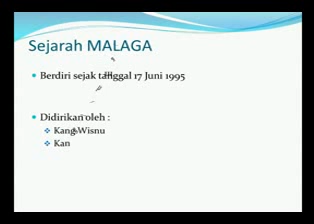 Sejarah MALAGA
Berdiri sejak tanggal 17 Juni 1995
Didirikan oleh :
Kang Wisnu
Kan